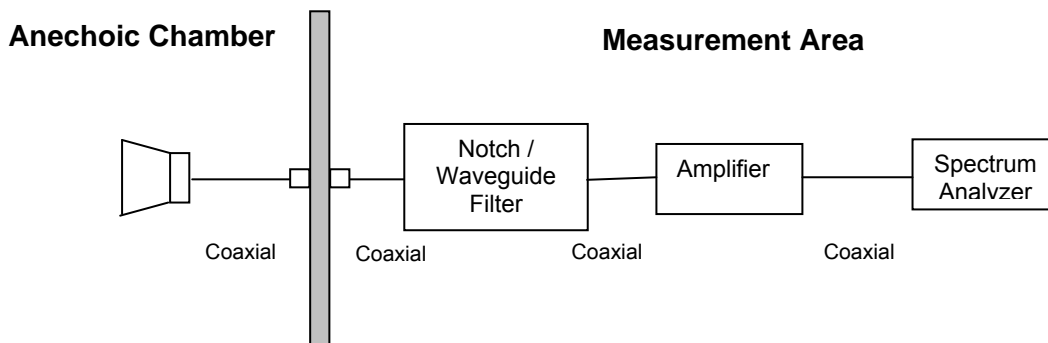 Anechoic Chamber
Measurement Area
Notch /
Waveguide
Filter
Amplifier
Spectrum
Analyzer
Coaxial
Coaxial
Coaxial
Coaxial